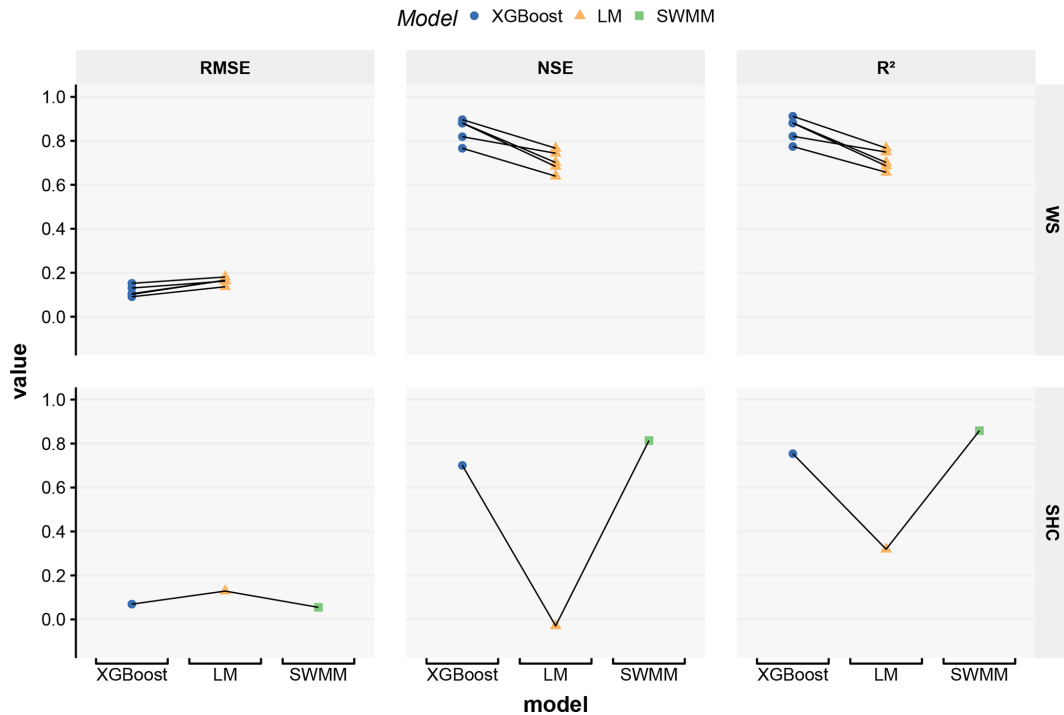 Model XGBoost LM SWMM
RMSE NSE R²
1.0
0.8
0.6
0.4
0.2
0.0
WS
value
1.0
0.8
0.6
0.4
0.2
0.0
SHC
XGBoost LM SWMM XGBoost LM SWMM XGBoost LM SWMM
model